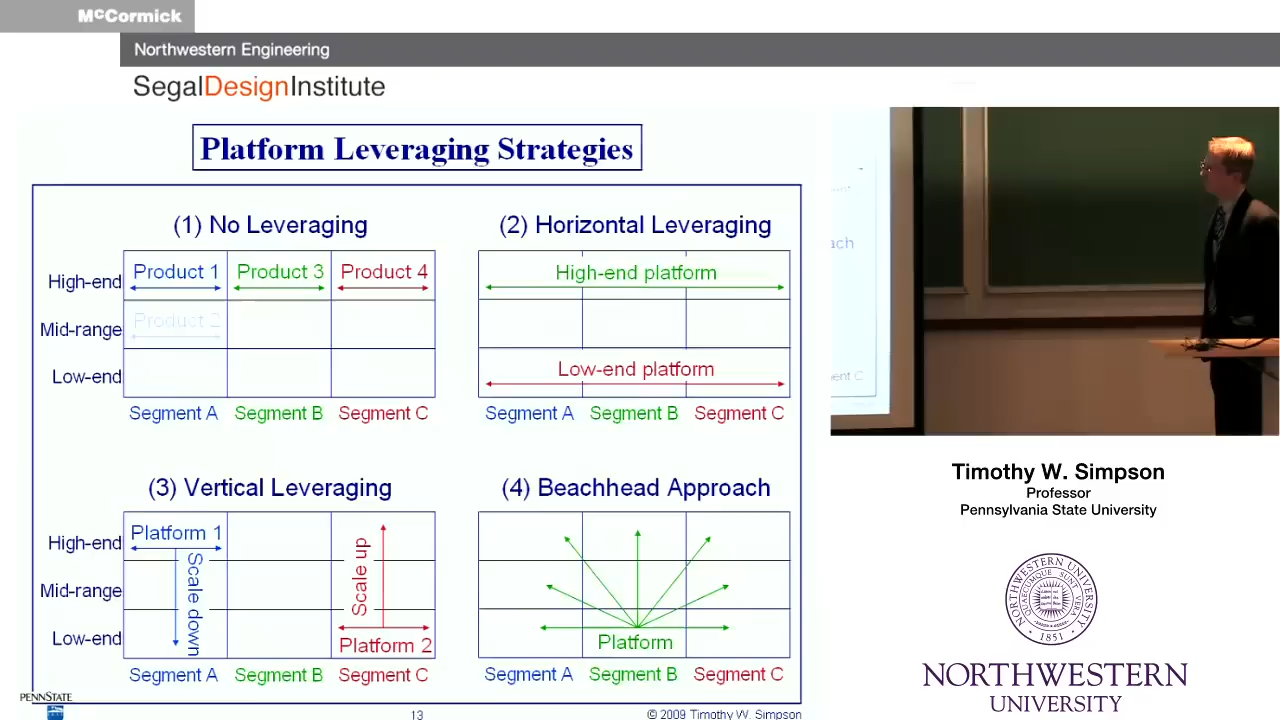 McCormick
Northwestern Engineering
SegalDesignInstitute
Platform Leveraging Strategies
(1) No Leveraging
High-end
Product 1
Product 3
Product 4
Mid-range
Product 2
Low-end
Segment A
Segment B
Segment C
(2) Horizontal Leveraging
High-end platform
Low-end platform
Segment A
Segment B
Segment C
(3) Vertical Leveraging
High-end
Platform 1
Scale down
Scale up
Mid-range
Low-end
Platform 2
Segment A
Segment B
Segment C
(4) Beachhead Approach
Platform
Segment A
Segment B
Segment C
PENNSTATE
13
© 2009 Timothy W. Simpson
Timothy W. Simpson
Professor
Pennsylvania State University
NORTHWESTERN UNIVERSITY
1851
NORTHWESTERN
UNIVERSITY